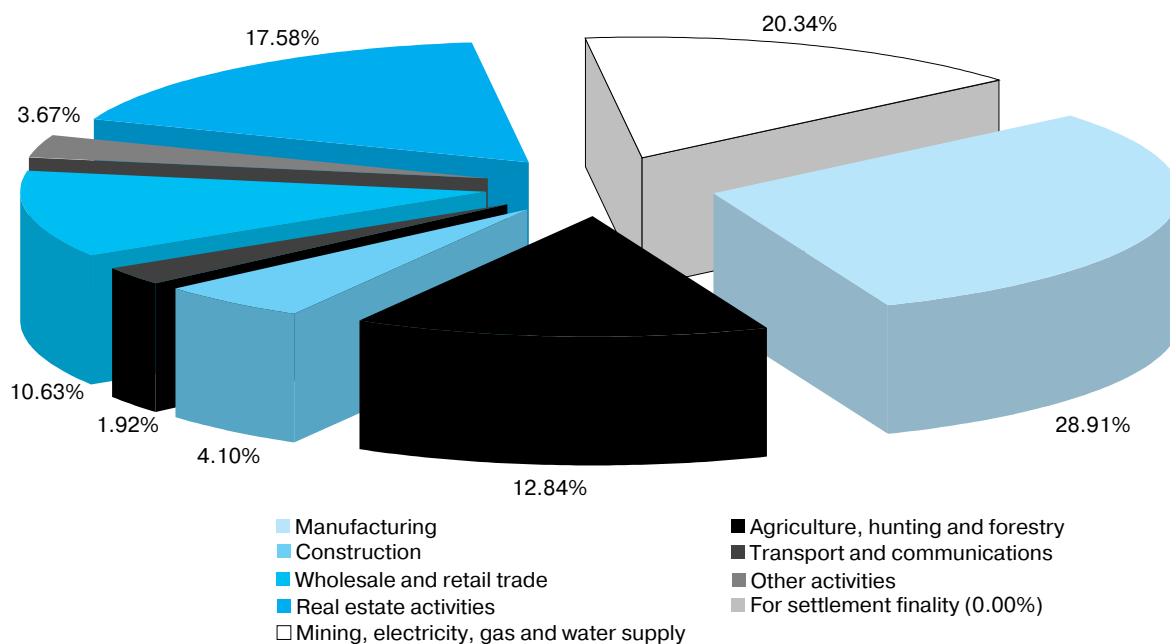 20.34%
17.58%
3.67%
10.63%
1.92%
4.10%
12.84%
28.91%
Manufacturing
Construction
Wholesale and retail trade
Real estate activities
Mining, electricity, gas and water supply
Agriculture, hunting and forestry
Transport and communications
Other activities
For settlement finality (0.00%)